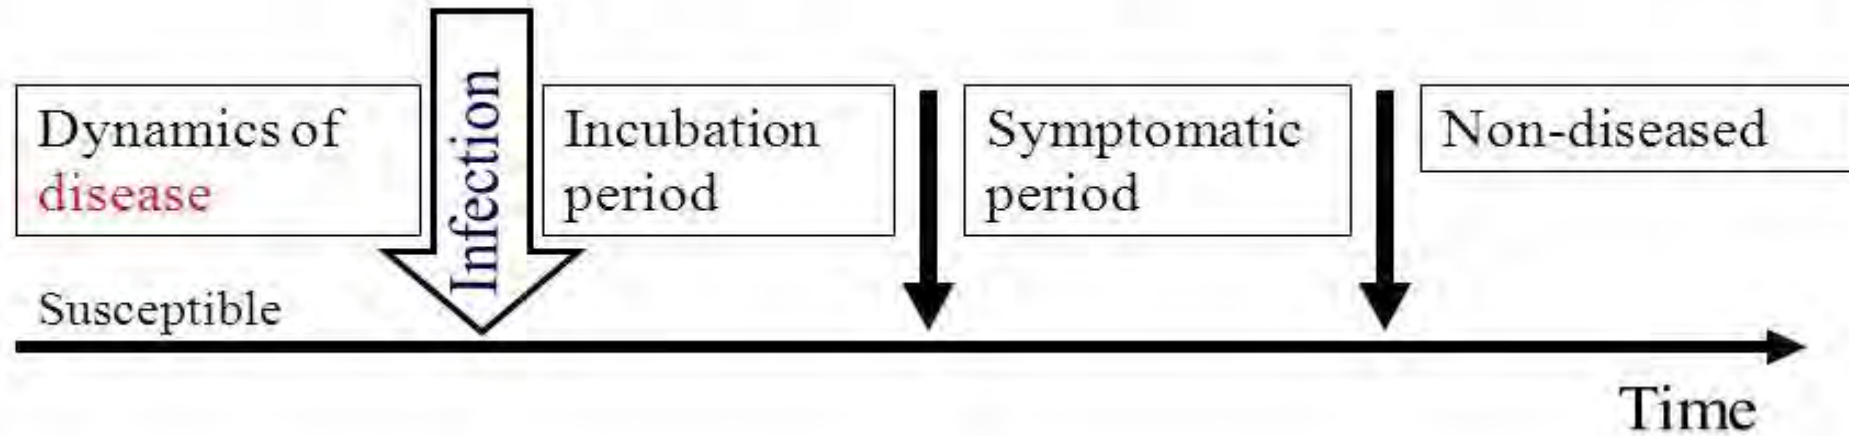 Dynamics of
disease
Infection
Incubation
period
Symptomatic
period
Non-diseased
Susceptible
Time